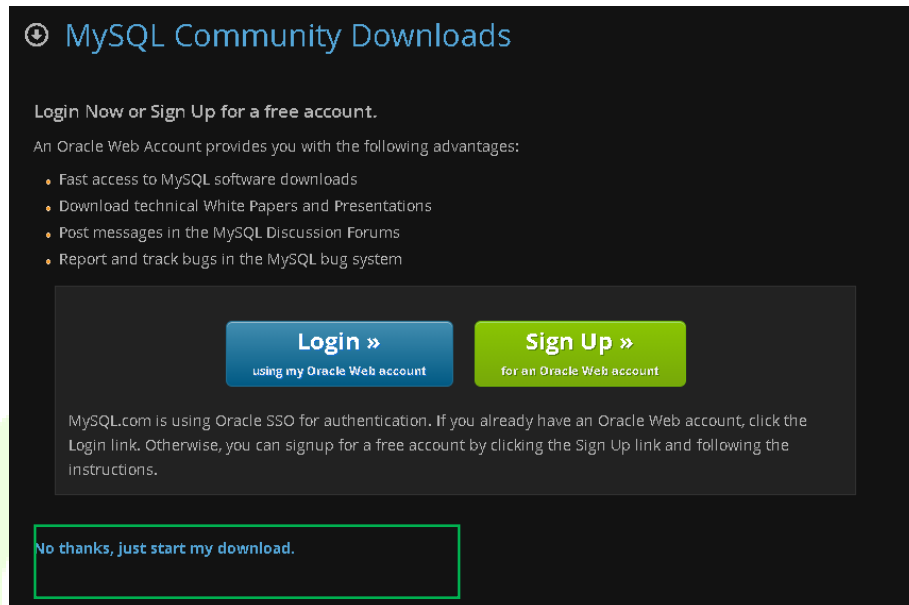 MySQL Community Downloads
Login Now or Sign Up for a free account.
An Oracle Web Account provides you with the following advantages:
Fast access to MySQL software downloads
Download technical White Papers and Presentations
Post messages in the MySQL Discussion Forums
Report and track bugs in the MySQL bug system
Login »
using my Oracle Web account
Sign Up »
for an Oracle Web account
MySQL.com is using Oracle SSO for authentication. If you already have an Oracle Web account, click the
Login link. Otherwise, you can signup for a free account by clicking the Sign Up link and following the
instructions.
No thanks, just start my download.